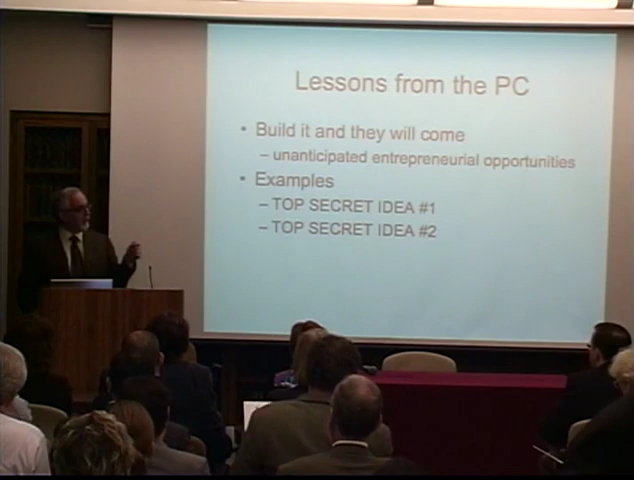 Lessons from the PC
• Build it and they will come
– unanticipated entrepreneurial opportunities
• Examples
– TOP SECRET IDEA #1
– TOP SECRET IDEA #2